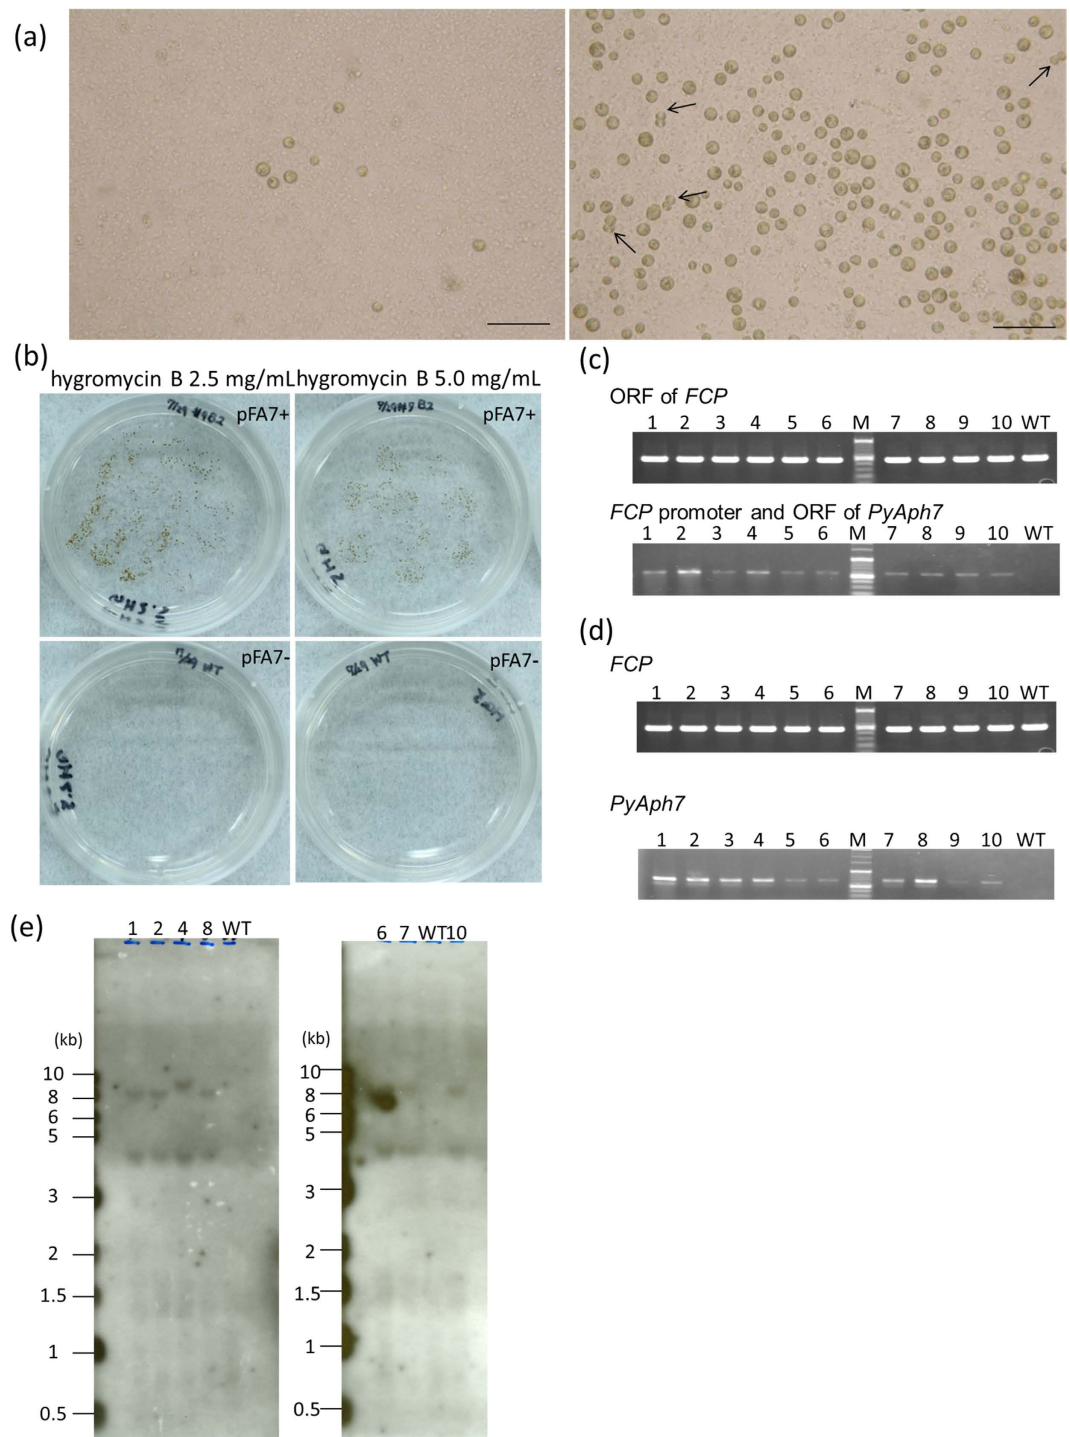 (a)
(b)
hygromycin B 2.5 mg/mL hygromycin B 5.0 mg/mL
pFA7+
pFA7+
pFA7-
pFA7-
(c)
ORF of FCP
1 2 3 4 5 6 M 7 8 9 10 WT
FCP promoter and ORF of PyAph7
1 2 3 4 5 6 M 7 8 9 10 WT
(d)
FCP
1 2 3 4 5 6 M 7 8 9 10 WT
PyAph7
1 2 3 4 5 6 M 7 8 9 10 WT
(e)
1 2 4 8 WT
(kb)
10
8
6
5
3
2
1.5
1
0.5
6 7 WT 10
(kb)
10
8
6
5
3
2
1.5
1
0.5